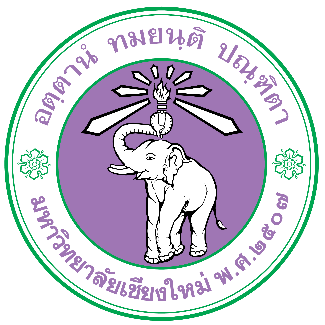 อตฺตานํ ทมยนฺติ ปณฺฑิตา
มหาวิทยาลัยเชียงใหม่ พ.ศ.๒๕๐๗